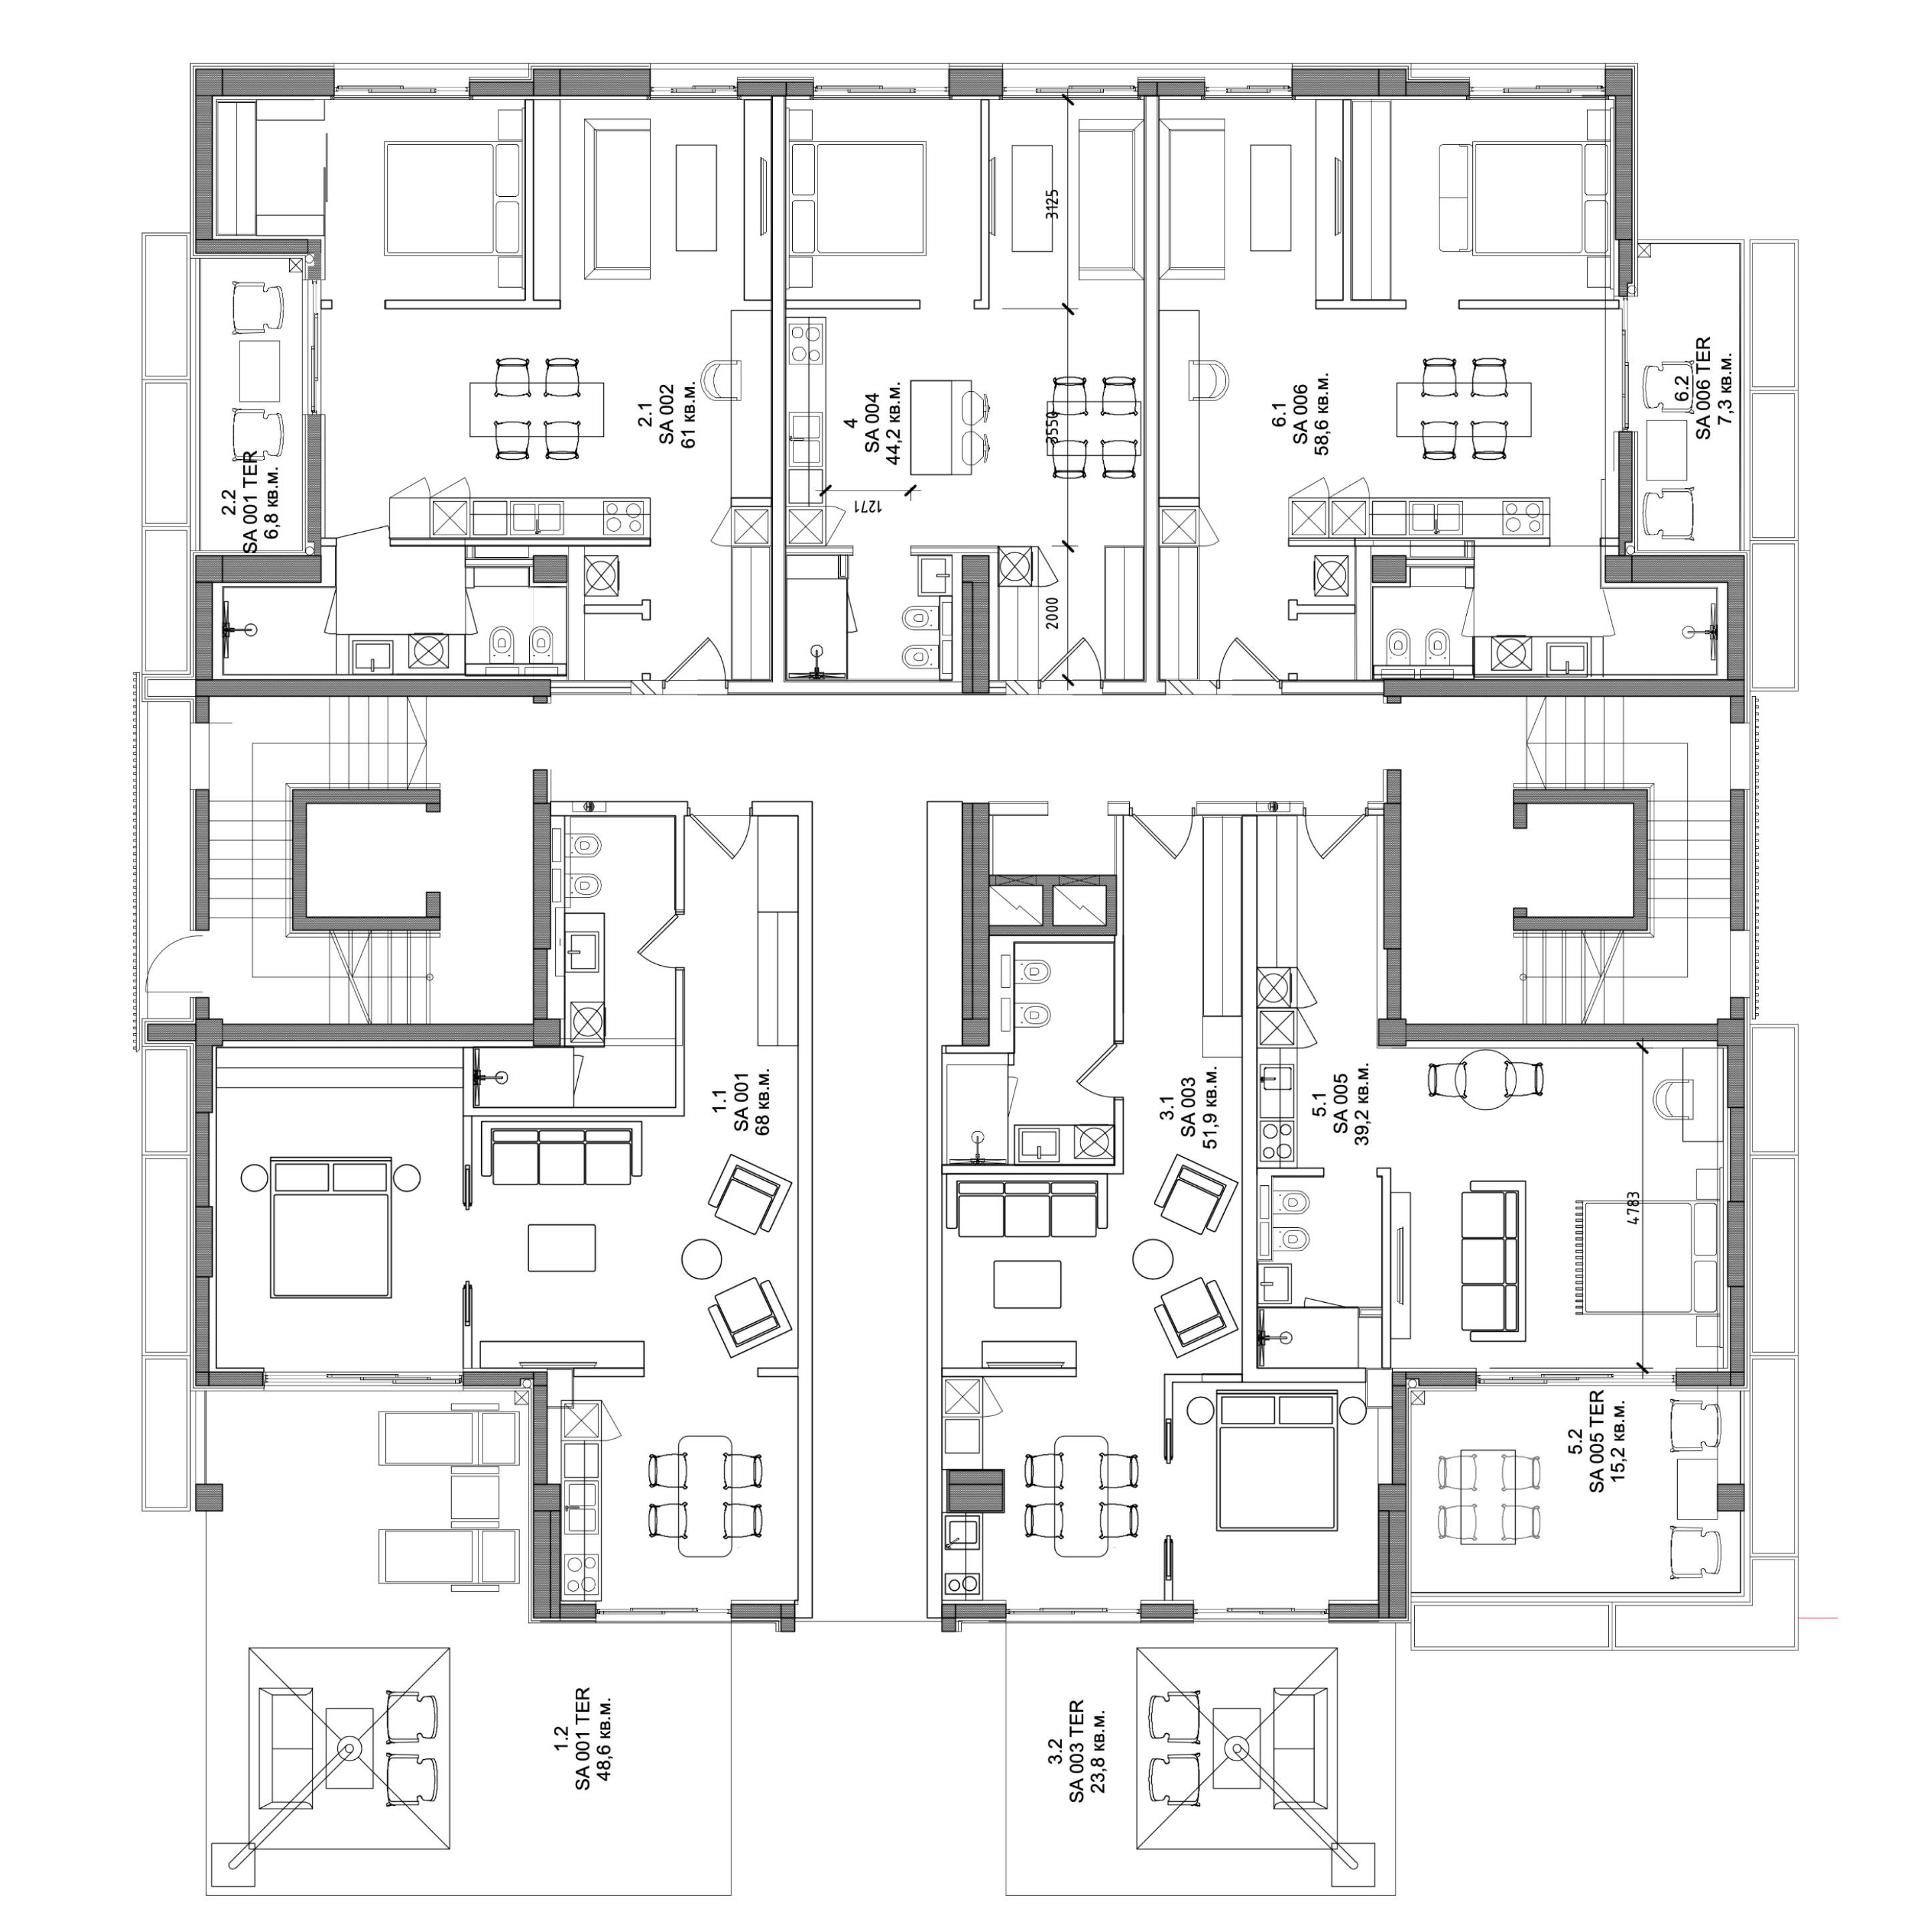 3125
2.2
SA 001 TER
6,8 кв.м.
2.1
SA 002
61 кв.м.
4
SA 004
44,2 кв.м.
3550
1271
6.1
SA 006
58,6 кв.м.
6.2
SA 006 TER
7,3 кв.м.
2000
1.1
SA 001
68 кв.м.
3.1
SA 003
51,9 кв.м.
5.1
SA 005
39,2 кв.м.
4783
5.2
SA 005 TER
15,2 кв.м.
1.2
SA 001 TER
48,6 кв.м.
3.2
SA 003 TER
23,8 кв.м.